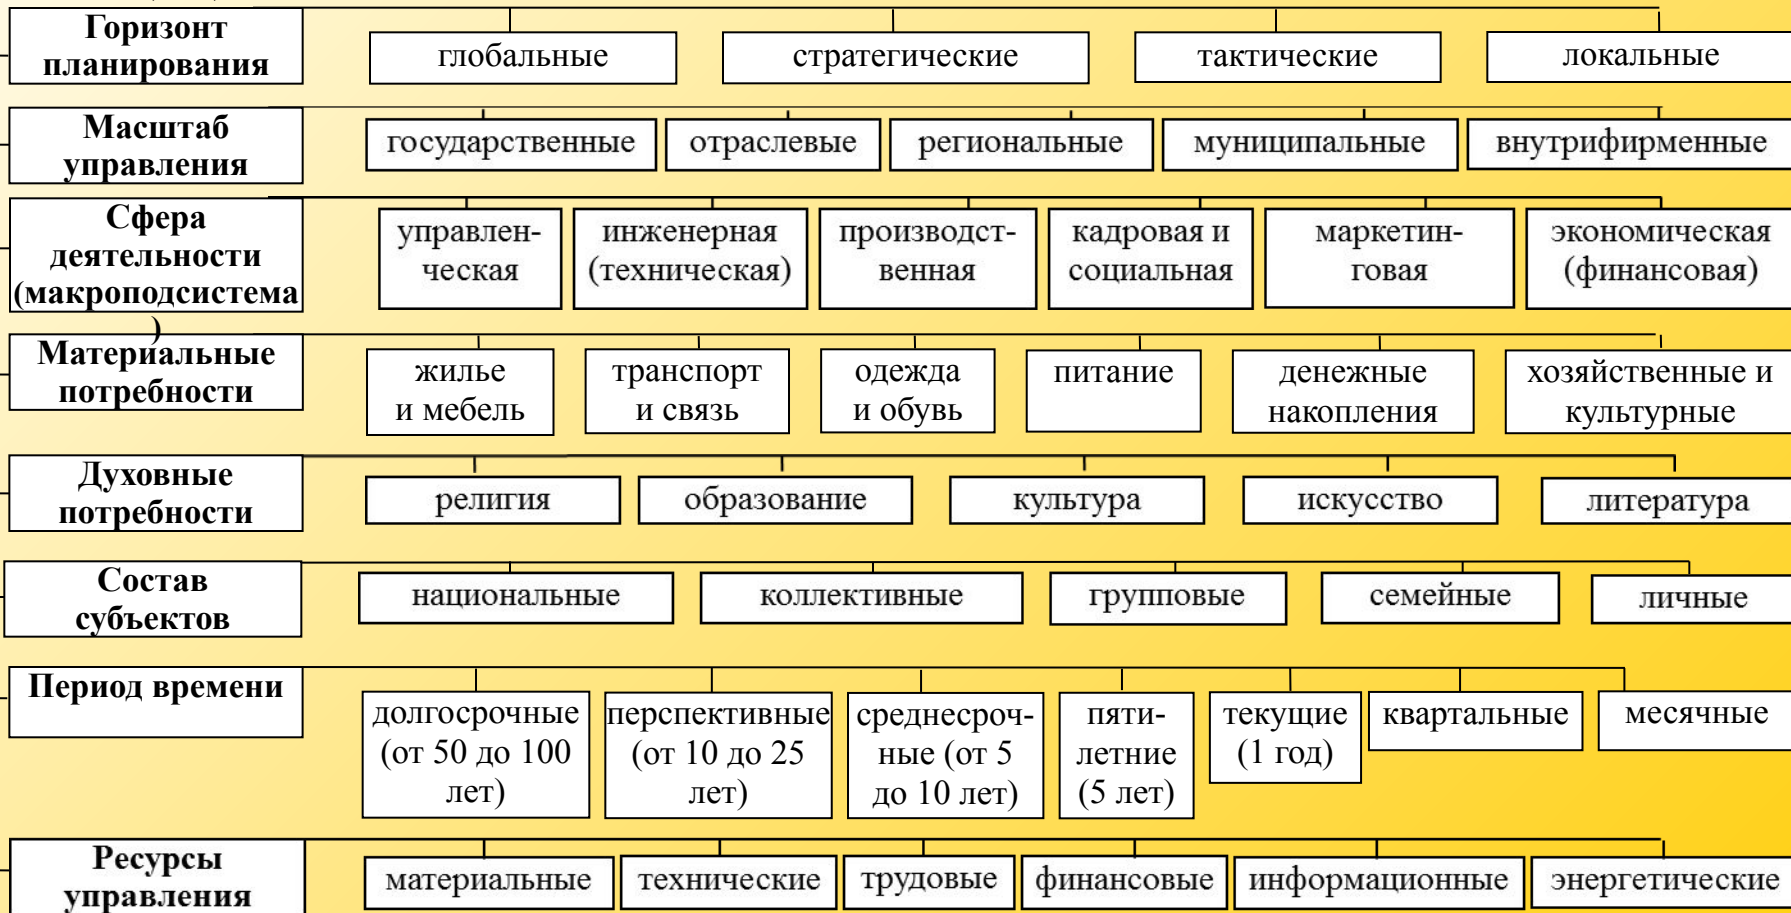 Горизонт
планирования
глобальные
стратегические
тактические
локальные
Масштаб
управления
государственные
отраслевые
региональные
муниципальные
внутрифирменные
Сфера
деятельности
(макроподсистема
)
управлен-
ческая
инженерная
(техническая)
производст-
венная
кадровая и
социальная
маркетин-
говая
экономическая
(финансовая)
Материальные
потребности
жилье
и мебель
транспорт
и связь
одежда
и обувь
питание
денежные
накопления
хозяйственные и
культурные
Духовные
потребности
религия
образование
культура
искусство
литература
Состав
субъектов
национальные
коллективные
групповые
семейные
личные
Период времени
долгосрочные
(от 50 до 100
лет)
перспективные
(от 10 до 25
лет)
среднесроч-
ные (от 5
до 10 лет)
пяти-
летние
(5 лет)
текущие
(1 год)
квартальные
месячные
Ресурсы
управления
материальные
технические
трудовые
финансовые
информационные
энергетические